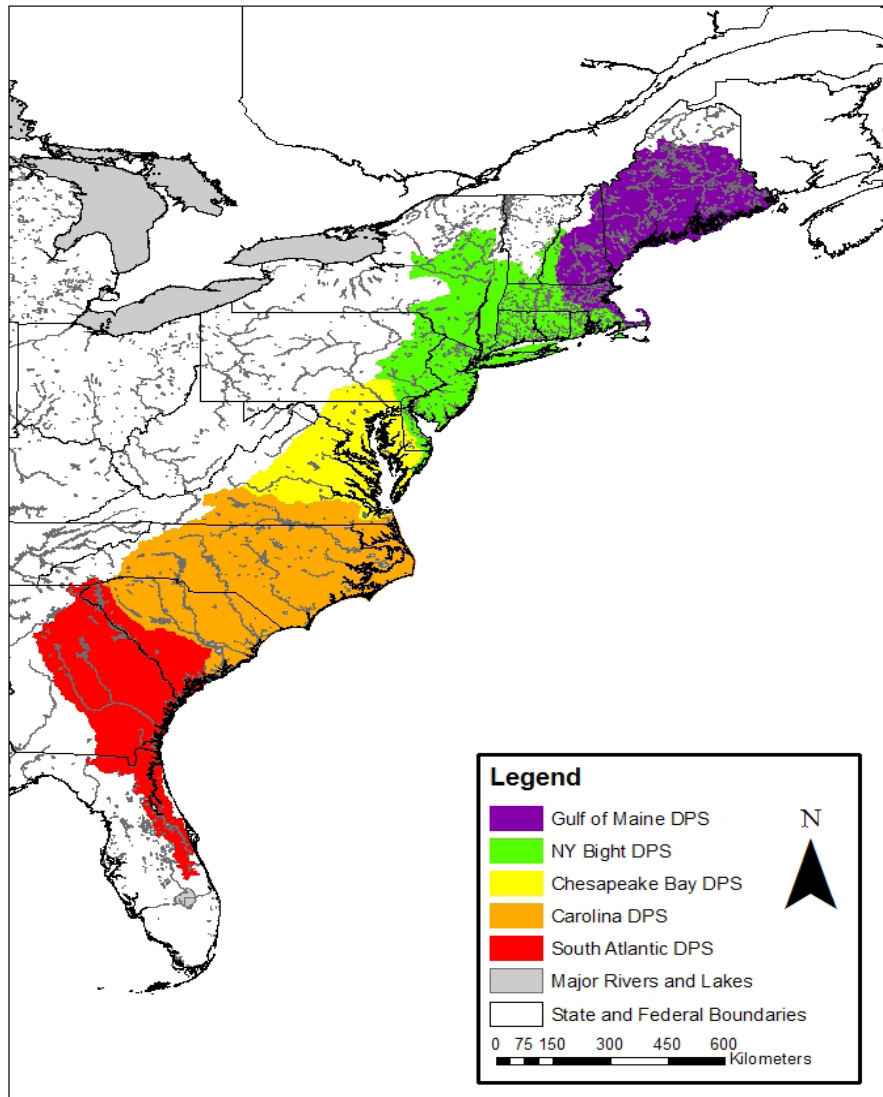 Legend
Gulf of Maine DPS
N
NY Bight DPS
Chesapeake Bay DPS
Carolina DPS
South Atlantic DPS
Major Rivers and Lakes
State and Federal Boundaries
0 75 150 300 450 600
Kilometers